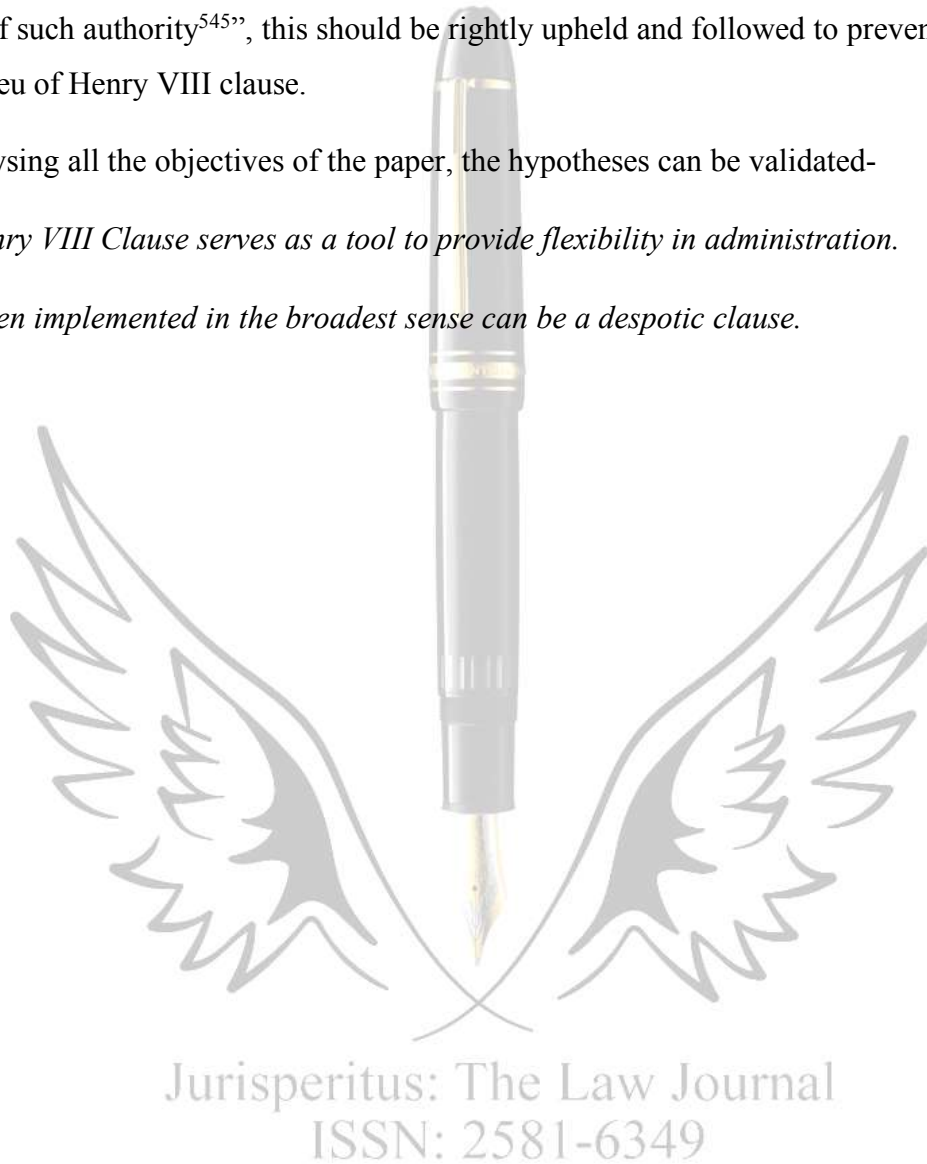 f such authority545”, this should be rightly upheld and followed to preven
eu of Henry VIII clause.
ysing all the objectives of the paper, the hypotheses can be validated-
nry VIII Clause serves as a tool to provide flexibility in administration.
en implemented in the broadest sense can be a despotic clause.
Jurisperitus: The Law Journal
ISSN: 2581-6349